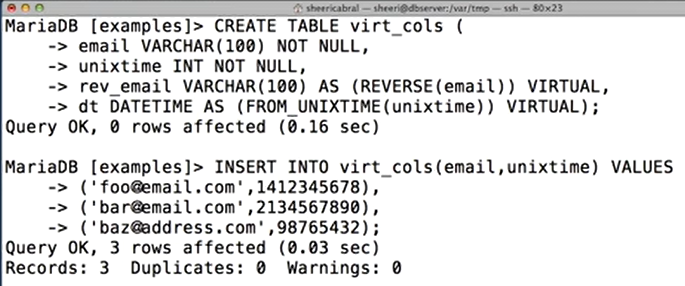 sheericabral — sheeri@dbserver:/var/tmp — ssh — 80×23
MariaDB [examples]> CREATE TABLE virt_cols (
    -> email VARCHAR(100) NOT NULL,
    -> unixtime INT NOT NULL,
    -> rev_email VARCHAR(100) AS (REVERSE(email)) VIRTUAL,
    -> dt DATETIME AS (FROM_UNIXTIME(unixtime)) VIRTUAL);
Query OK, 0 rows affected (0.16 sec)
MariaDB [examples]> INSERT INTO virt_cols(email,unixtime) VALUES
    -> ('foo@email.com',1412345678),
    -> ('bar@email.com',2134567890),
    -> ('baz@address.com',98765432);
Query OK, 3 rows affected (0.03 sec)
Records: 3  Duplicates: 0  Warnings: 0